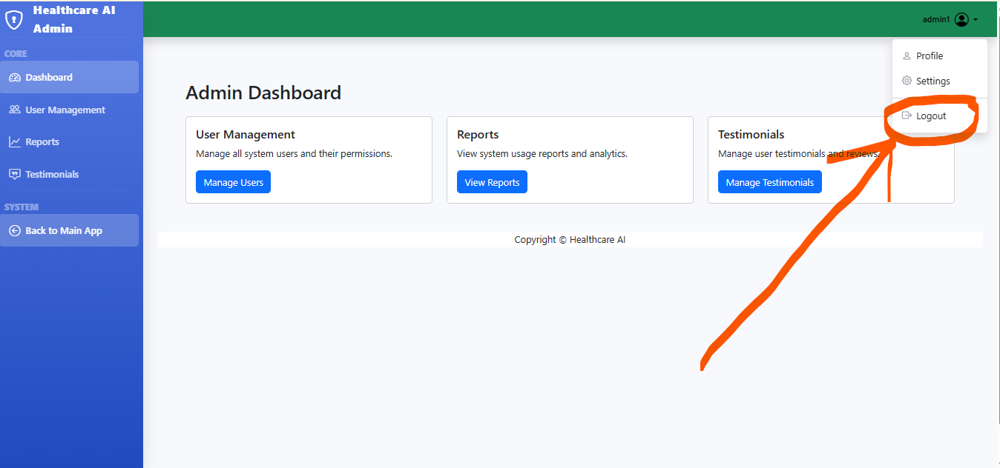 Healthcare AI
Admin
admin1
CORE
Dashboard
User Management
Reports
Testimonials
SYSTEM
Back to Main App
Profile
Settings
Logout
Admin Dashboard
User Management
Manage all system users and their permissions.
Manage Users
Reports
View system usage reports and analytics.
View Reports
Testimonials
Manage user testimonials and reviews.
Manage Testimonials
Copyright © Healthcare AI